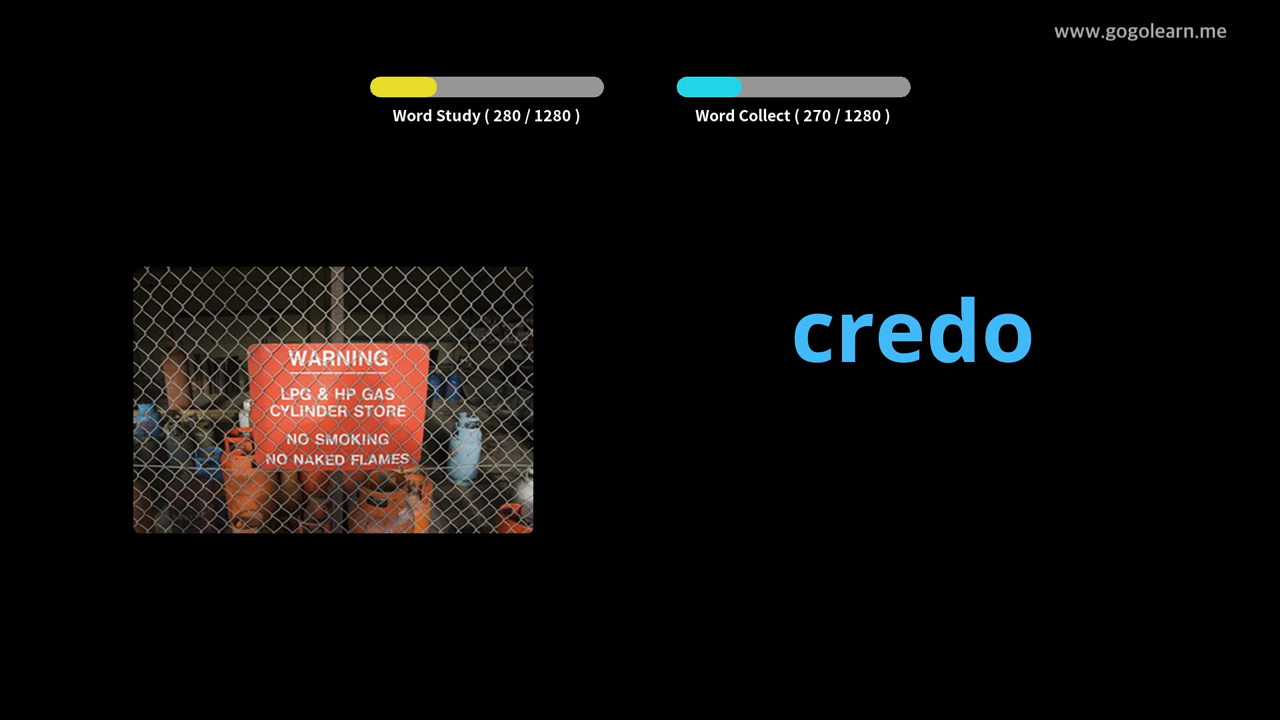 www.gogolearn.me
Word Study ( 280 / 1280 )
Word Collect ( 270 / 1280 )
WARNING
LPG & HP GAS
CYLINDER STORE
NO SMOKING
NO NAKED FLAMES
credo